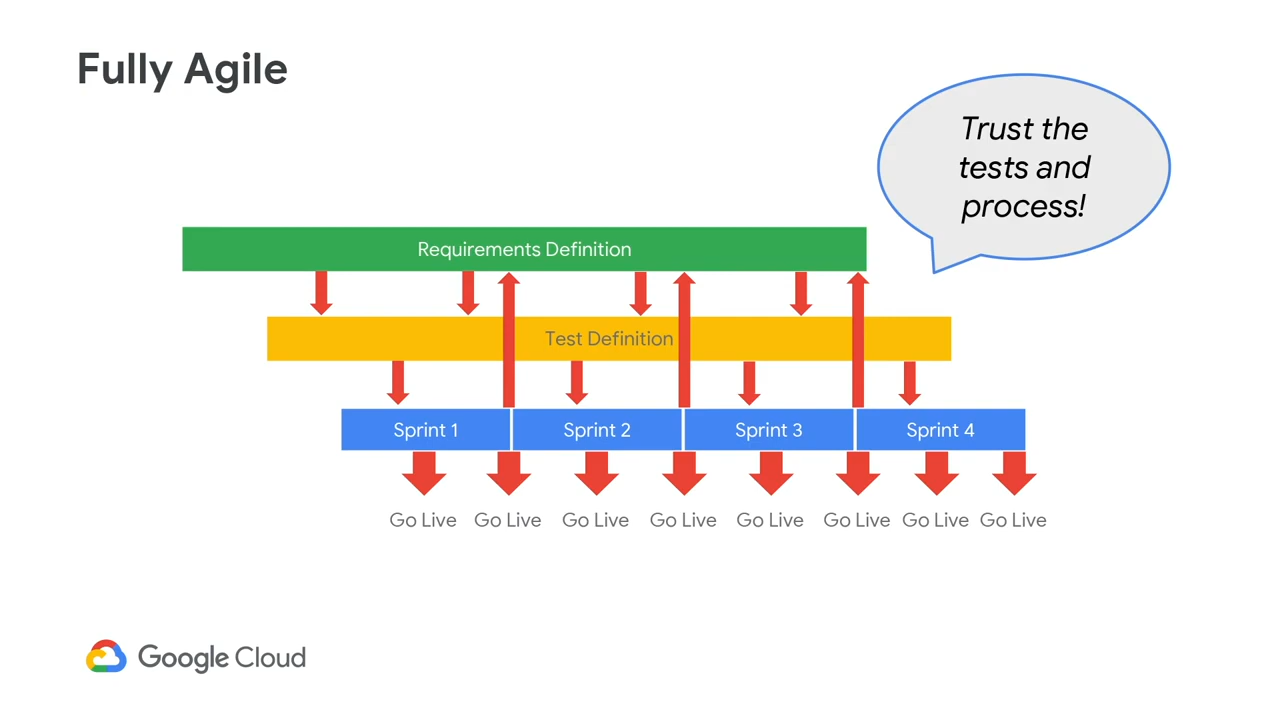 Fully Agile
Trust the
tests and
process!
Requirements Definition
Test Definition
Sprint 1
Sprint 2
Sprint 3
Sprint 4
Go Live
Go Live
Go Live
Go Live
Go Live
Go Live
Go Live
Go Live
Google Cloud